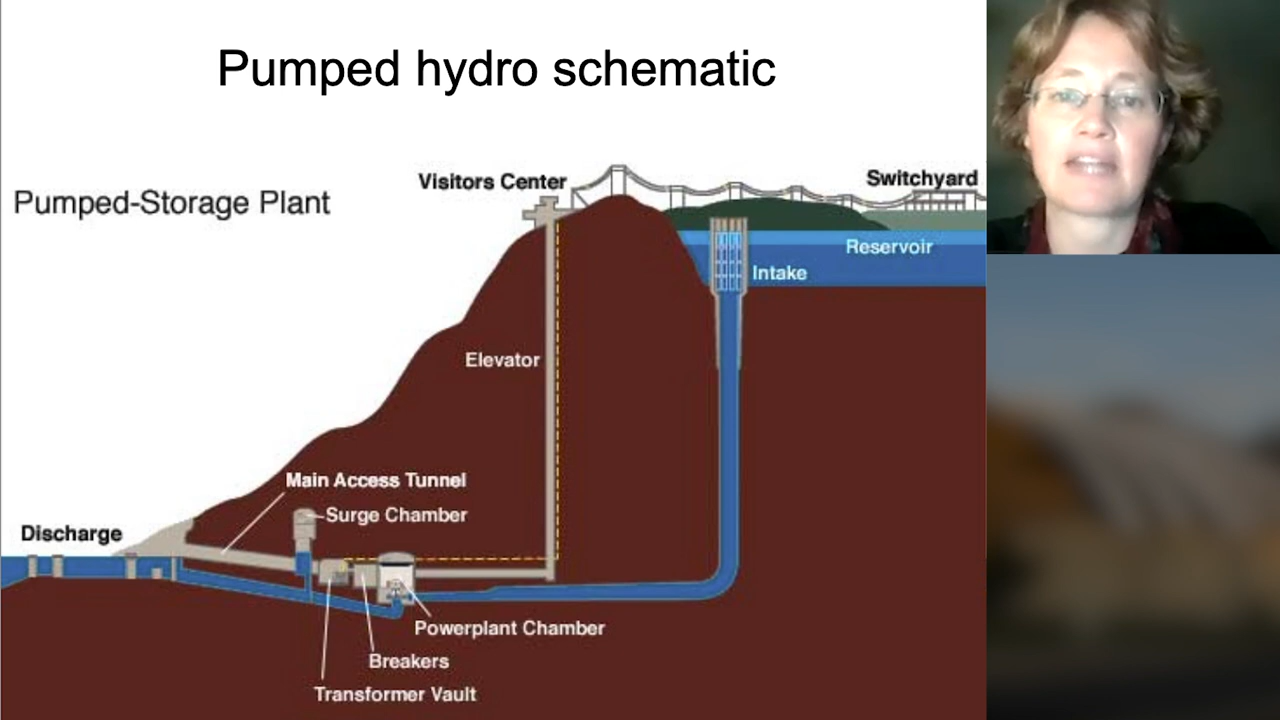 Pumped hydro schematic
Pumped-Storage Plant
Visitors Center
Switchyard
Reservoir
Intake
Elevator
Main Access Tunnel
Surge Chamber
Discharge
Powerplant Chamber
Breakers
Transformer Vault